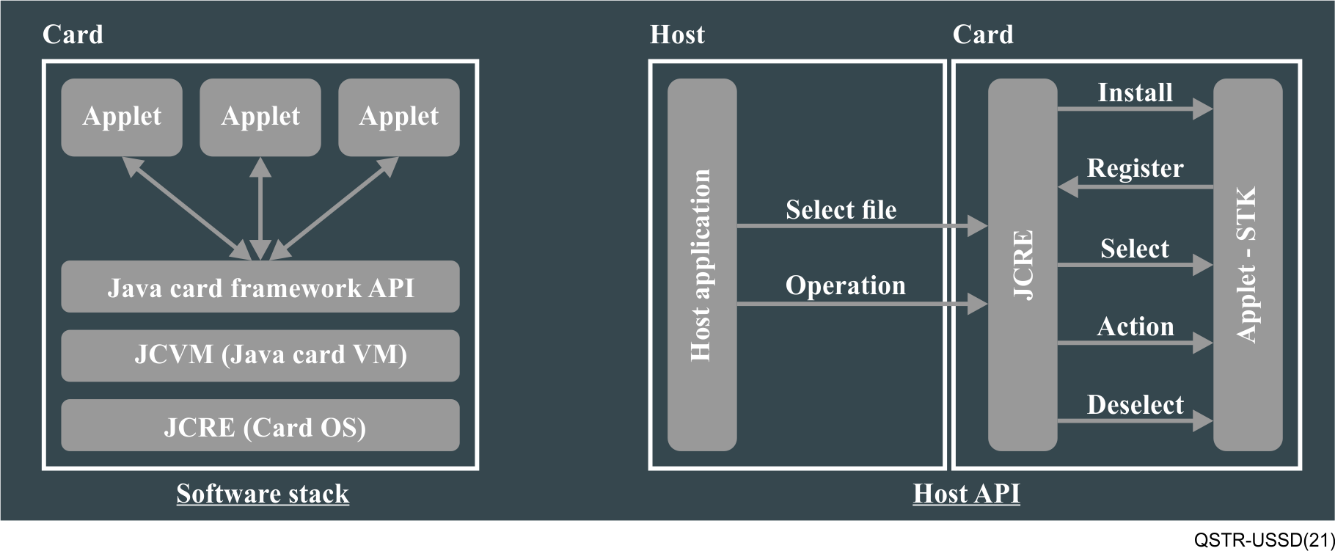 Card
Applet
Applet
Applet
Java card framework API
JCVM (Java card VM)
JCRE (Card OS)
Software stack
Host
Card
Host application
Select file
Operation
JCRE
Install
Register
Select
Action
Deselect
Applet - STK
Host API
QSTR-USSD(21)